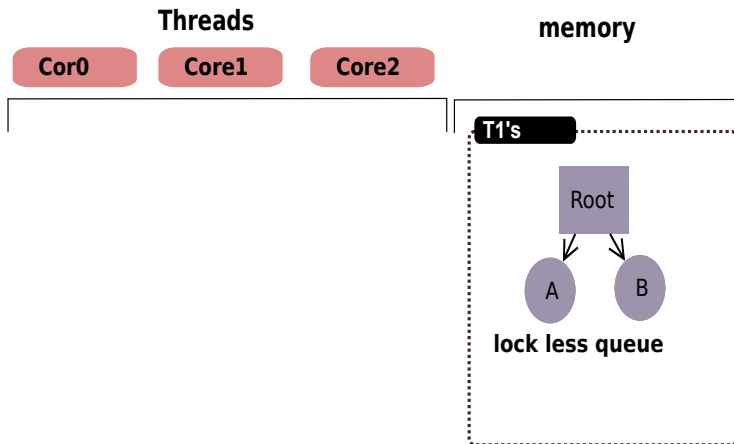 Threads
memory
Cor0 Core1 Core2
T1's
Root
A B
lock less queue